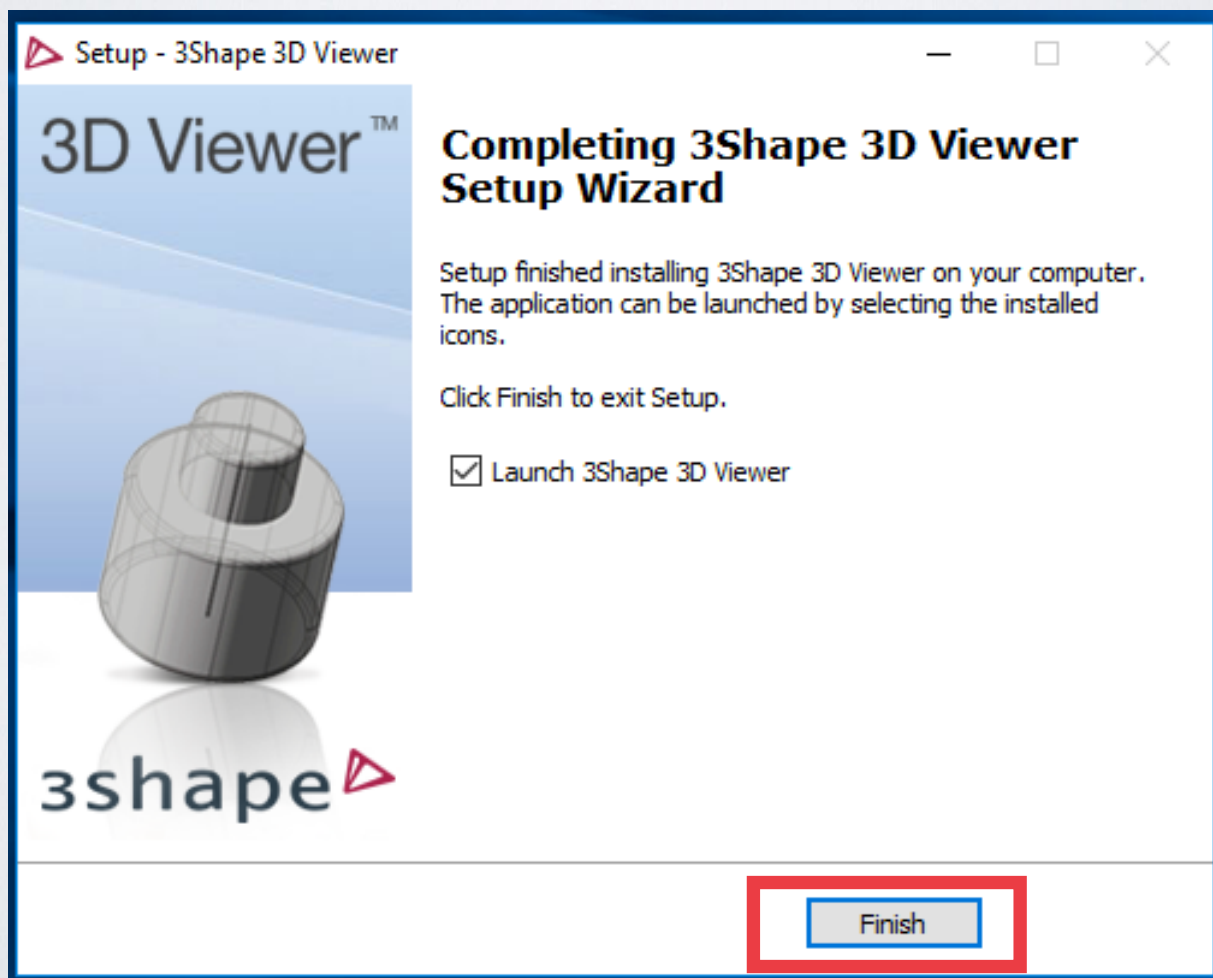 Setup - 3Shape 3D Viewer
3D Viewer™
Completing 3Shape 3D Viewer
Setup Wizard
Setup finished installing 3Shape 3D Viewer on your computer.
The application can be launched by selecting the installed
icons.
Click Finish to exit Setup.
Launch 3Shape 3D Viewer
3shape
Finish